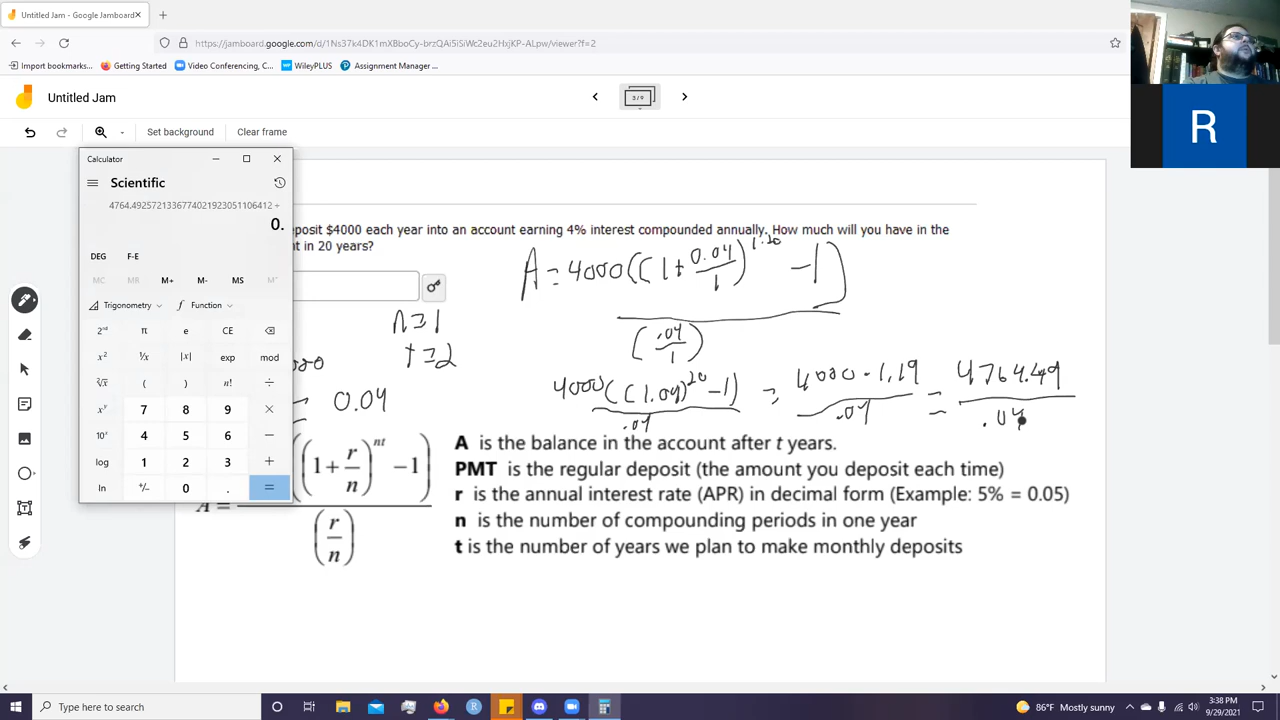 Untitled Jam - Google Jamboard
https://jamboard.google.com/d/1Ns37k4DK1mXBboCy-brzQAi5iSiWc2eu2HxjKP-ALpw/viewer?f=2
Import bookmarks... Getting Started Video Conferencing, C... WileyPLUS Assignment Manager...
Untitled Jam
3/9
Set background Clear frame
R
Calculator
Scientific
4764.4925721336774021923051106412 ÷
0.
DEG F-E
MC MR M+ M- MS M˅
Trigonometry f Function
2ⁿᵈ π e CE
x² ¹/x |x| exp mod
( ) n! ÷
xʸ 7 8 9 ×
10ˣ 4 5 6 −
log 1 2 3 +
ln +/− 0 . =
deposit $4000 each year into an account earning 4% interest compounded annually. How much will you have in the
nt in 20 years?
A = 4000((1+0.04/1)^1·20 −1)
(.04/1)
n=1
t=2
0.04
4000((1.04)^20 −1)/.04 = 4000·1.19/.04 = 4764.49/.04
A = ((1+r/n)^nt −1)
(r/n)
A is the balance in the account after t years.
PMT is the regular deposit (the amount you deposit each time)
r is the annual interest rate (APR) in decimal form (Example: 5% = 0.05)
n is the number of compounding periods in one year
t is the number of years we plan to make monthly deposits
Type here to search
86°F Mostly sunny
3:38 PM
9/29/2021